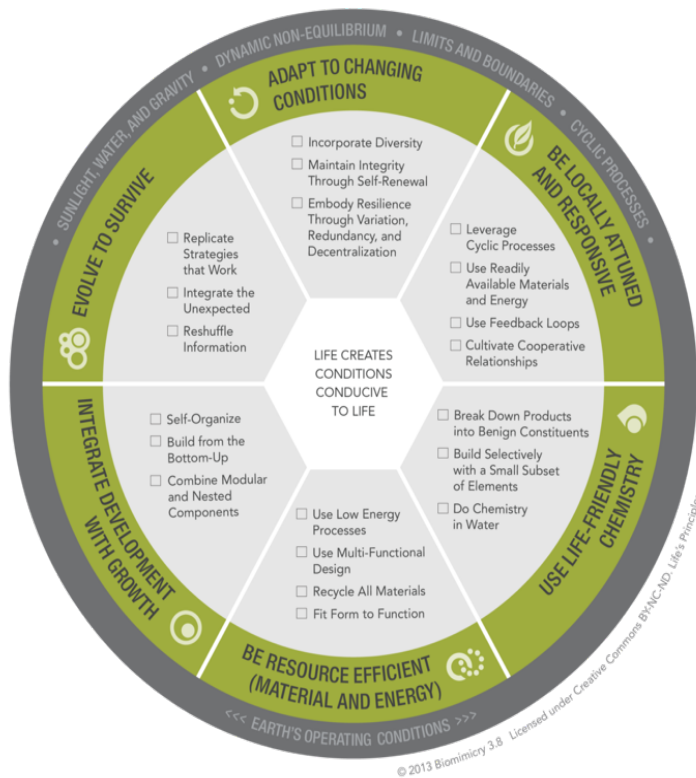 • SUNLIGHT, WATER, AND GRAVITY • DYNAMIC NON-EQUILIBRIUM • LIMITS AND BOUNDARIES • CYCLIC PROCESSES •
ADAPT TO CHANGING
CONDITIONS
Incorporate Diversity
Maintain Integrity
Through Self-Renewal
Embody Resilience
Through Variation,
Redundancy, and
Decentralization
BE LOCALLY ATTUNED
AND RESPONSIVE
Leverage
Cyclic Processes
Use Readily
Available Materials
and Energy
Use Feedback Loops
Cultivate Cooperative
Relationships
USE LIFE-FRIENDLY
CHEMISTRY
Break Down Products
into Benign Constituents
Build Selectively
with a Small Subset
of Elements
Do Chemistry
in Water
BE RESOURCE EFFICIENT
(MATERIAL AND ENERGY)
Use Low Energy
Processes
Use Multi-Functional
Design
Recycle All Materials
Fit Form to Function
INTEGRATE DEVELOPMENT
WITH GROWTH
Self-Organize
Build from the
Bottom-Up
Combine Modular
and Nested
Components
EVOLVE TO SURVIVE
Replicate
Strategies
that Work
Integrate the
Unexpected
Reshuffle
Information
LIFE CREATES
CONDITIONS
CONDUCIVE
TO LIFE
<<< EARTH'S OPERATING CONDITIONS >>>
© 2013 Biomimicry 3.8 Licensed under Creative Commons BY-NC-ND. Life's